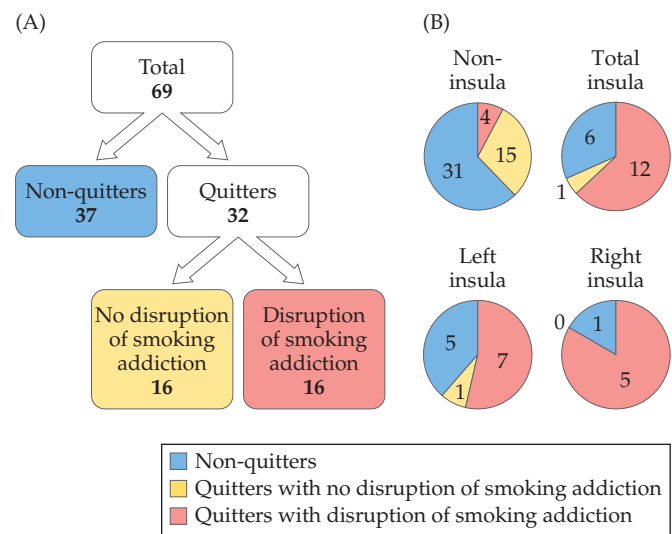 (A)
Total
69
Non-quitters
37
Quitters
32
No disruption
of smoking
addiction
16
Disruption
of smoking
addiction
16
(B)
Non-
insula
4
15
31
Total
insula
6
12
1
Left
insula
5
7
1
Right
insula
0
1
5
Non-quitters
Quitters with no disruption of smoking addiction
Quitters with disruption of smoking addiction